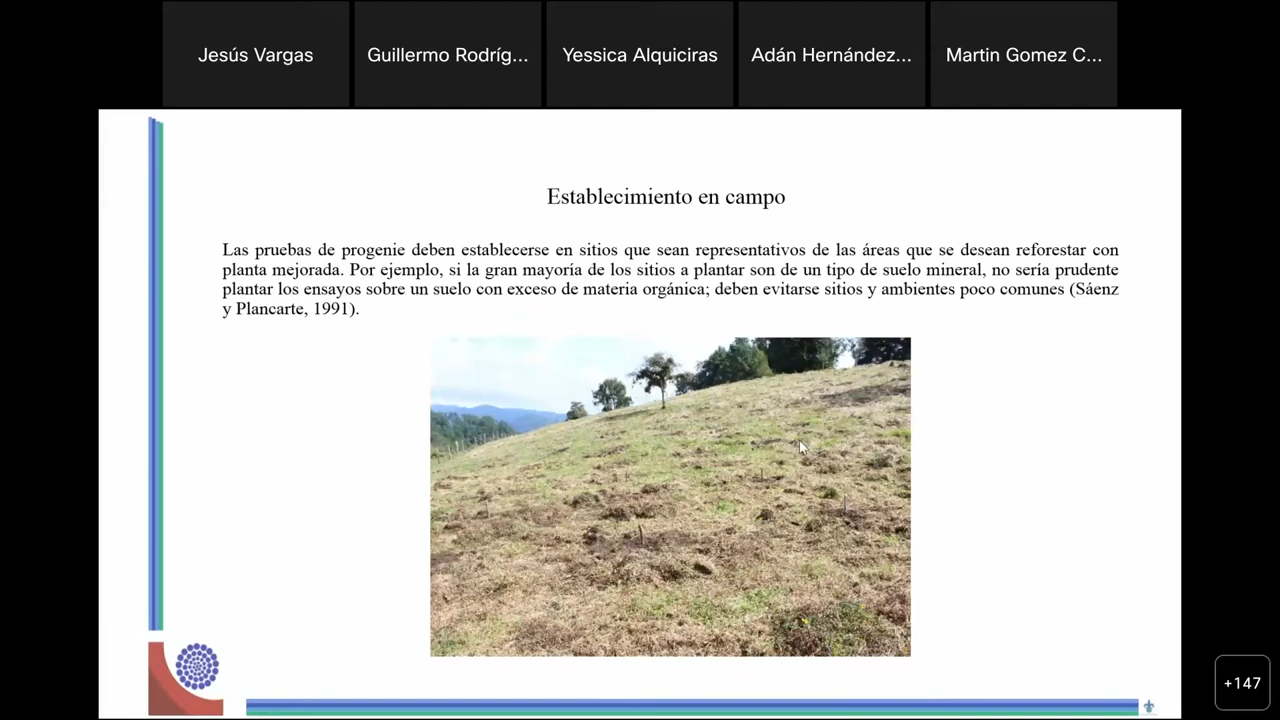 Jesús Vargas
Guillermo Rodríg...
Yessica Alquiciras
Adán Hernández...
Martin Gomez C...
Establecimiento en campo
Las pruebas de progenie deben establecerse en sitios que sean representativos de las áreas que se desean reforestar con
planta mejorada. Por ejemplo, si la gran mayoría de los sitios a plantar son de un tipo de suelo mineral, no sería prudente
plantar los ensayos sobre un suelo con exceso de materia orgánica; deben evitarse sitios y ambientes poco comunes (Sáenz
y Plancarte, 1991).
+147